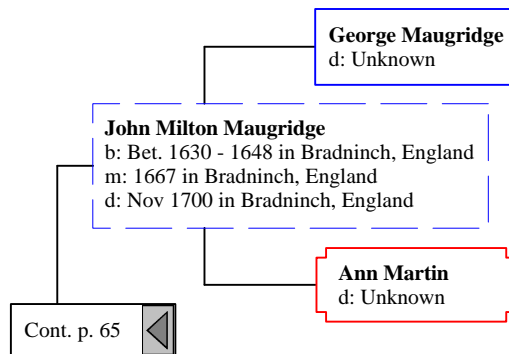 George Maugridge
d: Unknown
John Milton Maugridge
b: Bet. 1630 - 1648 in Bradninch, England
m: 1667 in Bradninch, England
d: Nov 1700 in Bradninch, England
Ann Martin
d: Unknown
Cont. p. 65